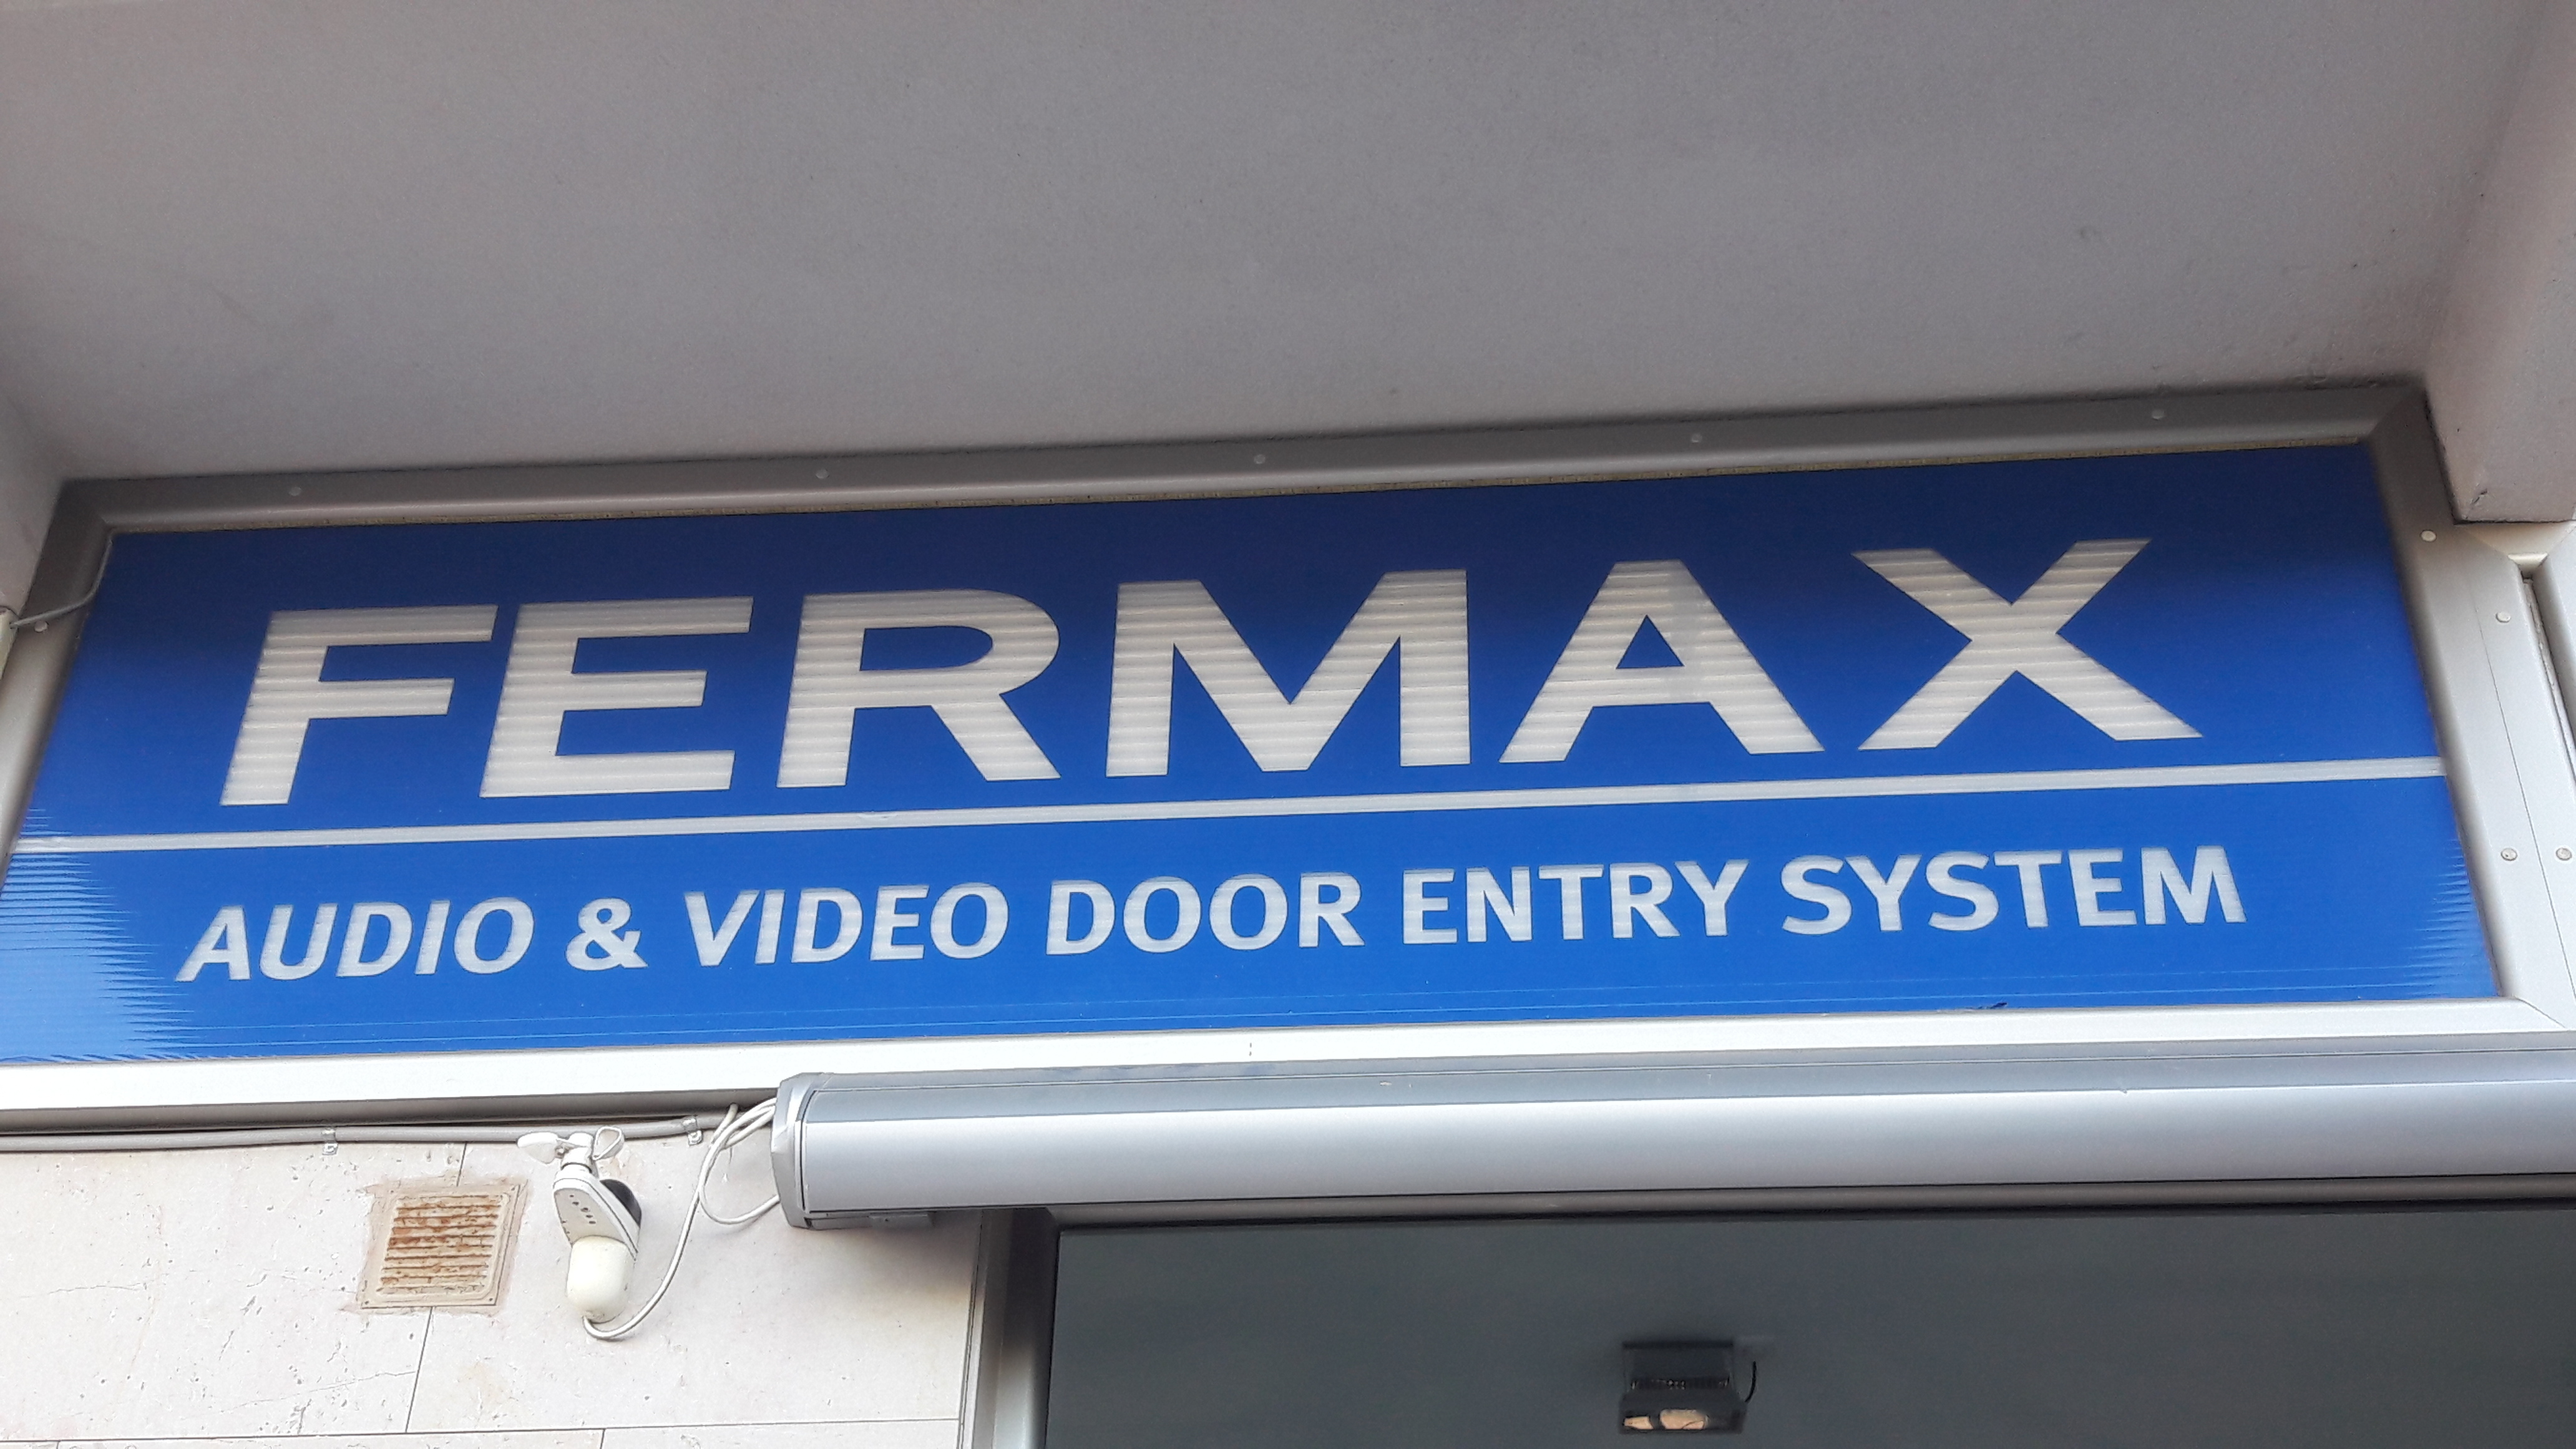 FERMAX
AUDIO & VIDEO DOOR ENTRY SYSTEM